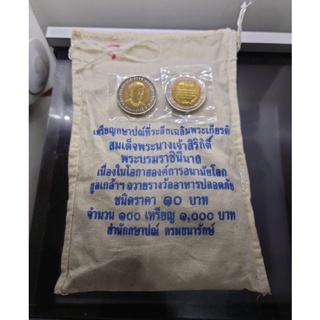 เหรียญกษาปณ์ที่ระลึกเฉลิมพระเกียรติ
สมเด็จพระนางเจ้าสิริกิติ์
พระบรมราชินีนาถ
เนื่องในโอกาสองค์การอนามัยโลก
ทูลเกล้าฯ ถวายรางวัลอาหารปลอดภัย
ชนิดราคา ๑๐ บาท
จำนวน ๑๐๐ เหรียญ ๑,๐๐๐ บาท
สำนักกษาปณ์ กรมธนารักษ์